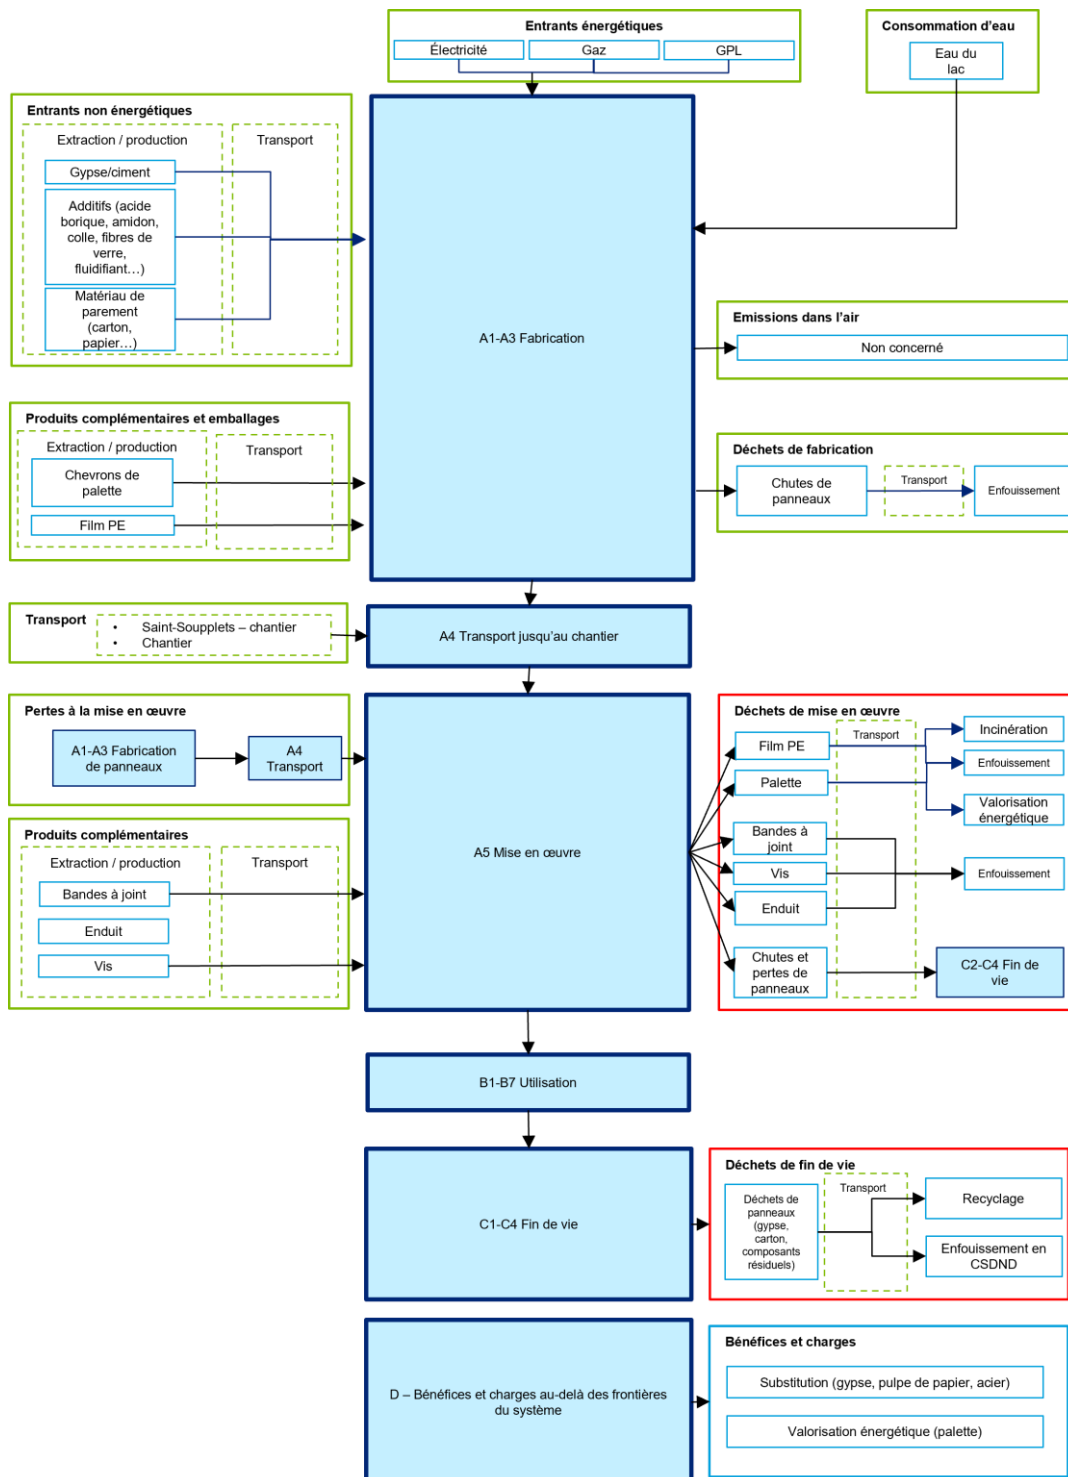 Entrants énergétiques
Électricité
Gaz
GPL
Consommation d’eau
Eau du
lac
Entrants non énergétiques
Extraction / production
Transport
Gypse/ciment
Additifs (acide
borique, amidon,
colle, fibres de
verre,
fluidifiant…)
Matériau de
parement
(carton,
papier…)
A1-A3 Fabrication
Emissions dans l’air
Non concerné
Produits complémentaires et emballages
Extraction / production
Transport
Chevrons de
palette
Film PE
Déchets de fabrication
Chutes de
panneaux
Transport
Enfouissement
Transport
• Saint-Soupplets – chantier
• Chantier
A4 Transport jusqu’au chantier
Pertes à la mise en œuvre
A1-A3 Fabrication
de panneaux
A4
Transport
Produits complémentaires
Extraction / production
Transport
Bandes à joint
Enduit
Vis
A5 Mise en œuvre
Déchets de mise en œuvre
Transport
Film PE
Palette
Bandes à
joint
Vis
Enduit
Chutes et
pertes de
panneaux
Incinération
Enfouissement
Valorisation
énergétique
Enfouissement
C2-C4 Fin de
vie
B1-B7 Utilisation
C1-C4 Fin de vie
Déchets de fin de vie
Déchets de
panneaux
(gypse,
carton,
composants
résiduels)
Transport
Recyclage
Enfouissement en
CSDND
D – Bénéfices et charges au-delà des frontières
du système
Bénéfices et charges
Substitution (gypse, pulpe de papier, acier)
Valorisation énergétique (palette)